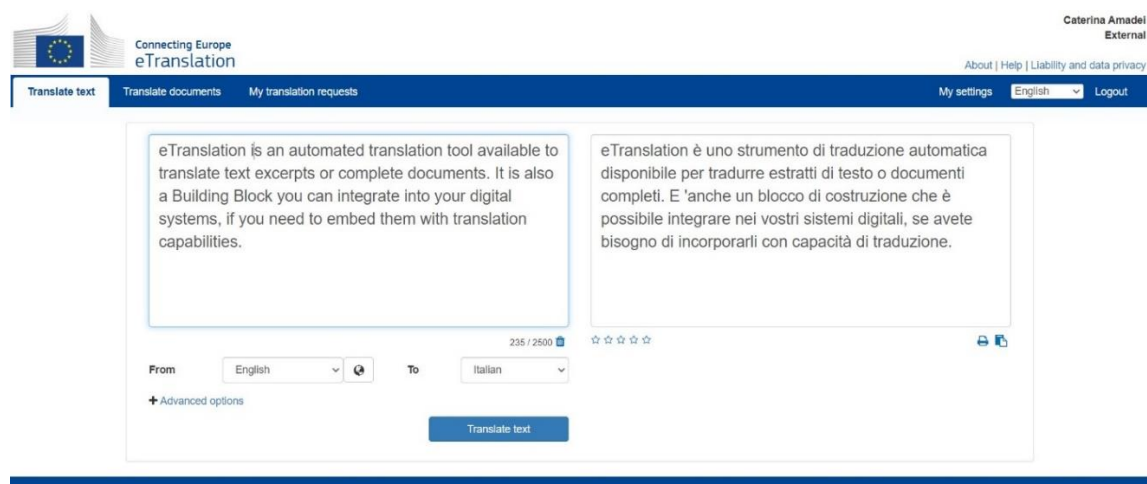 Caterina Amadei
External
Connecting Europe
eTranslation
About | Help | Liability and data privacy
Translate text Translate documents My translation requests My settings English Logout
eTranslation is an automated translation tool available to
translate text excerpts or complete documents. It is also
a Building Block you can integrate into your digital
systems, if you need to embed them with translation
capabilities.
eTranslation è uno strumento di traduzione automatica
disponibile per tradurre estratti di testo o documenti
completi. E 'anche un blocco di costruzione che è
possibile integrare nei vostri sistemi digitali, se avete
bisogno di incorporarli con capacità di traduzione.
235 / 2500
From English To Italian
+ Advanced options
Translate text